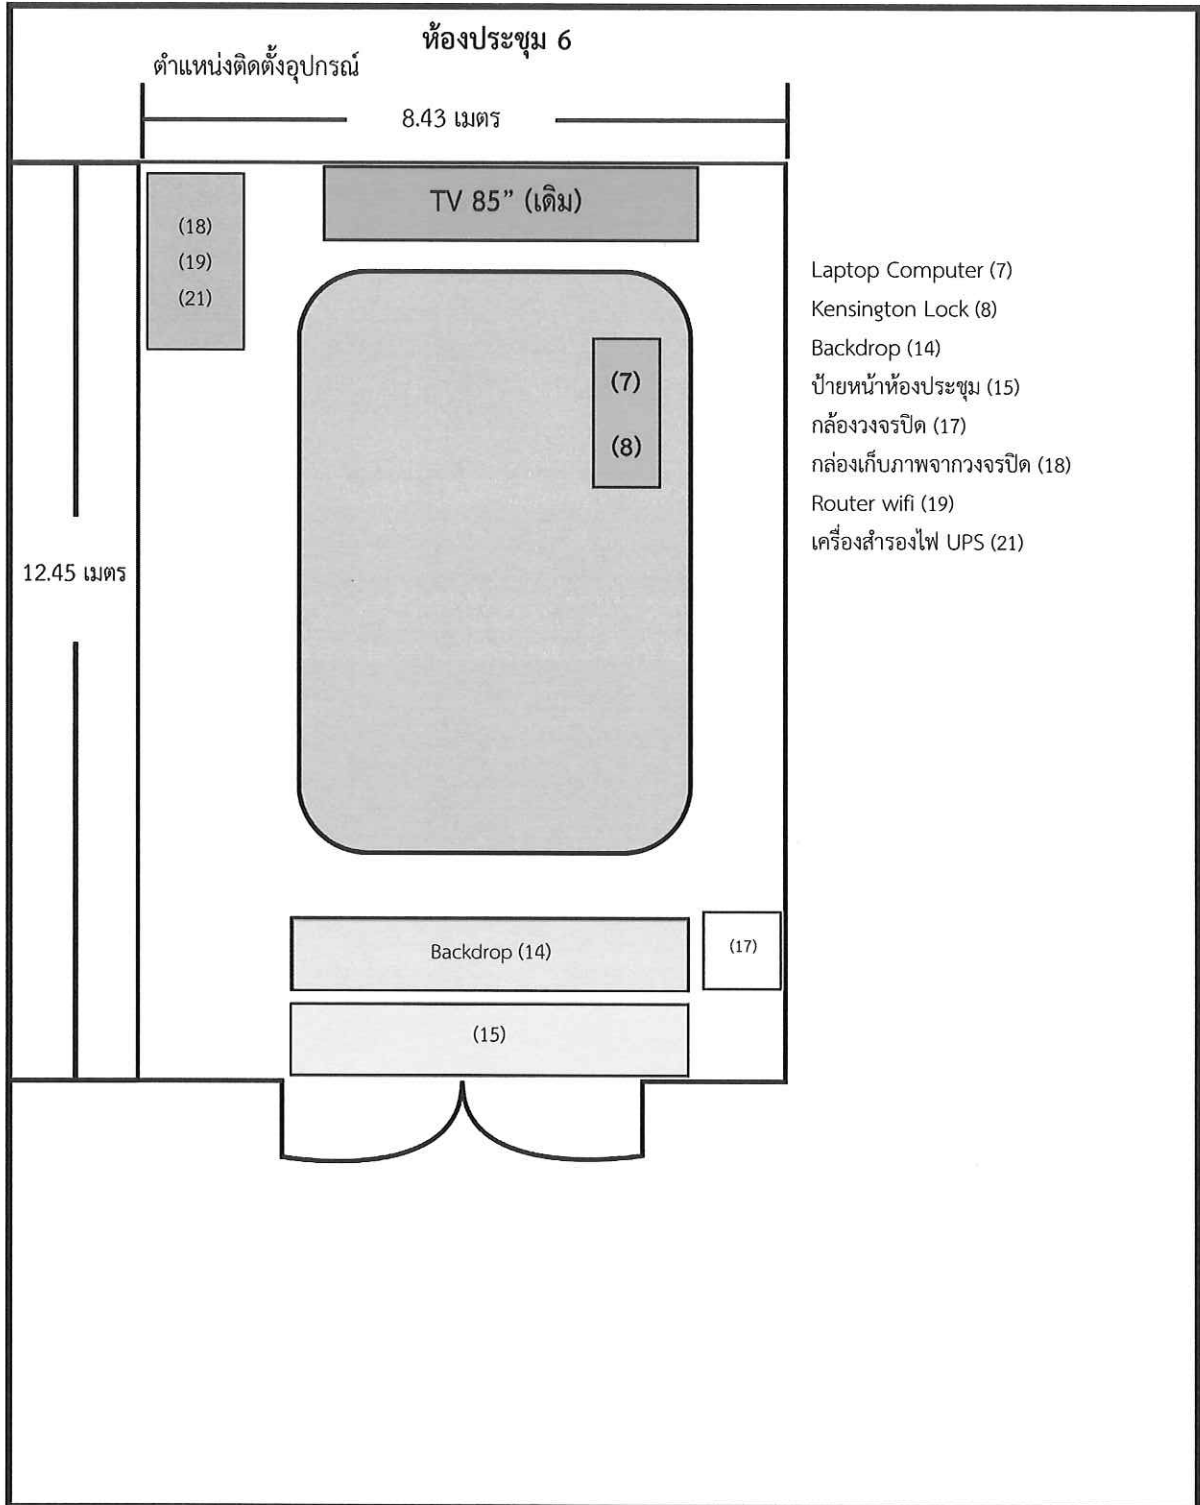 ห้องประชุม 6
ตำแหน่งติดตั้งอุปกรณ์
8.43 เมตร
TV 85” (เดิม)
(18)
(19)
(21)
(7)
(8)
Laptop Computer (7)
Kensington Lock (8)
Backdrop (14)
ป้ายหน้าห้องประชุม (15)
กล้องวงจรปิด (17)
กล่องเก็บภาพจากวงจรปิด (18)
Router wifi (19)
เครื่องสำรองไฟ UPS (21)
12.45 เมตร
Backdrop (14)
(17)
(15)